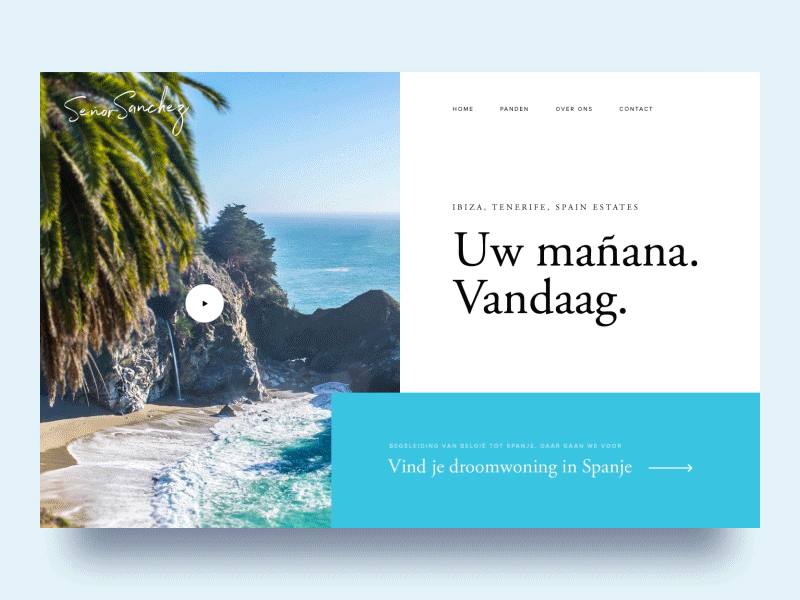 SenorSanchez
HOME PANDEN OVER ONS CONTACT
IBIZA, TENERIFE, SPAIN ESTATES
Uw mañana.
Vandaag.
BEGELEIDING VAN BELGIË TOT SPANJE, DAAR GAAN WE VOOR
Vind je droomwoning in Spanje